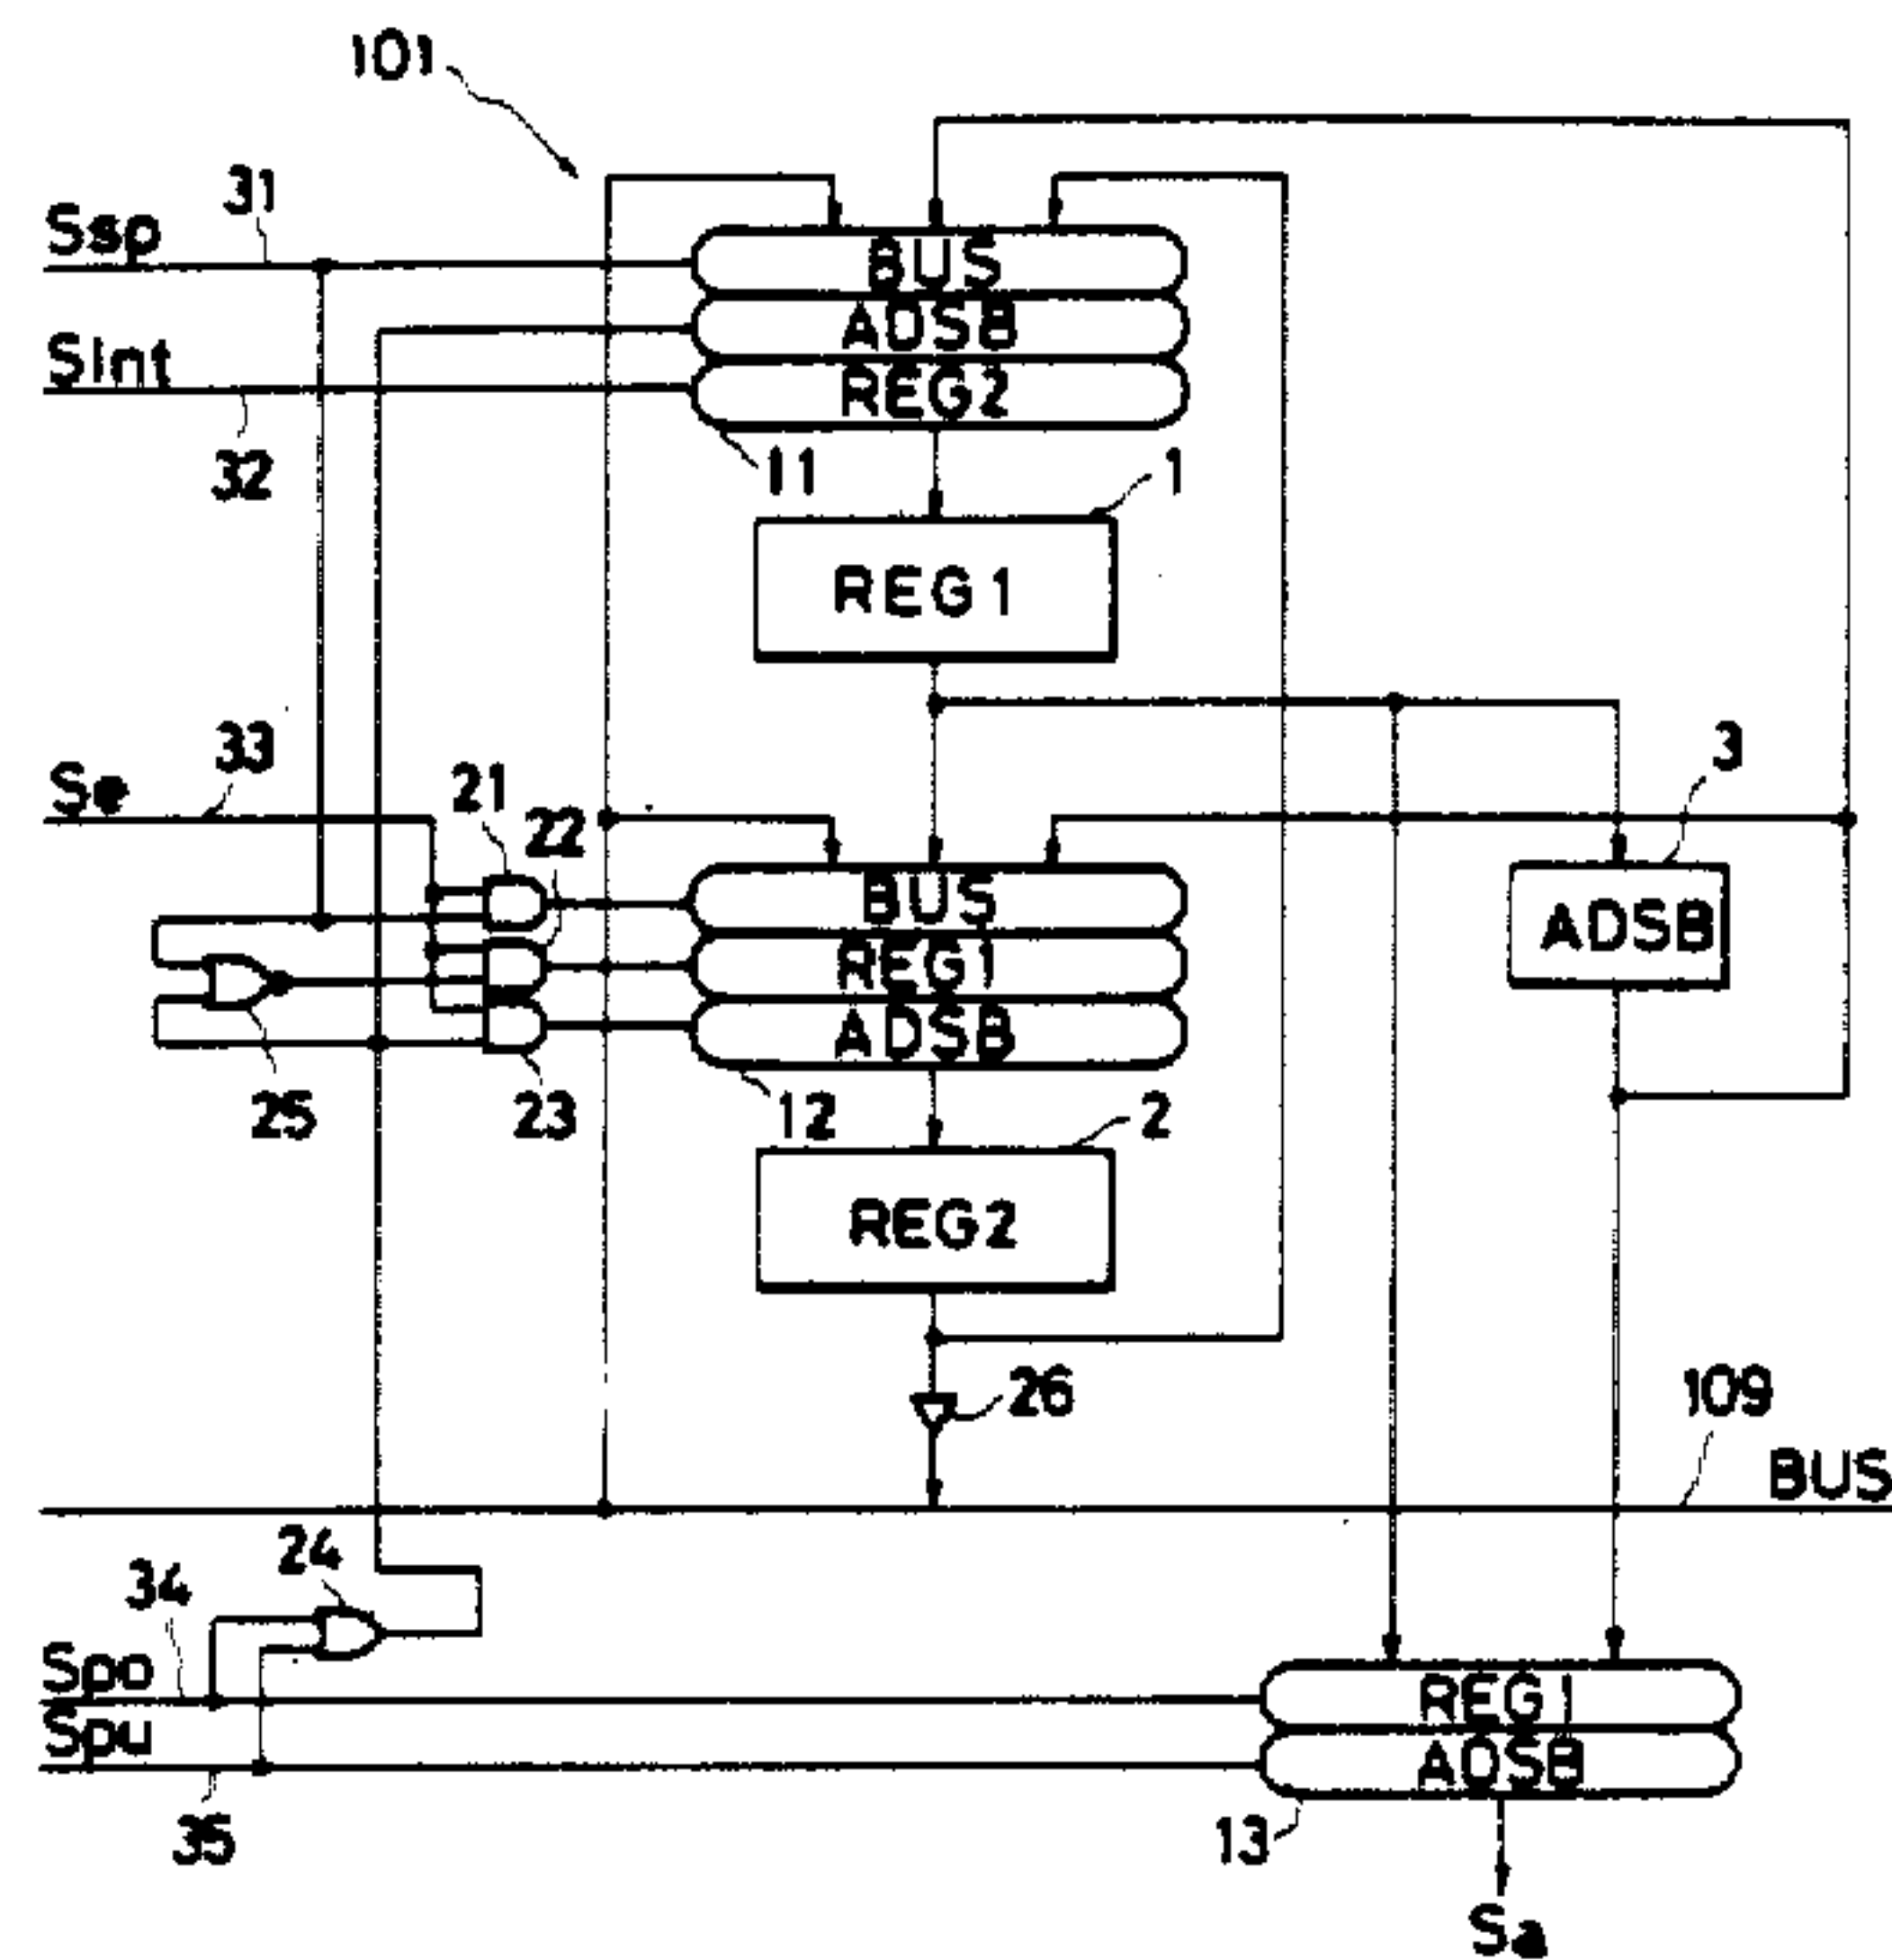 101
31
Ssp
BUS
ADSB
SInt
REG2
32
11
1
REG1
33
Se
21
22
3
BUS
ADSB
REG1
ADSB
25
23
12
2
REG2
26
109
BUS
24
34
Spo
REG1
Spu
ADSB
35
13
Sa